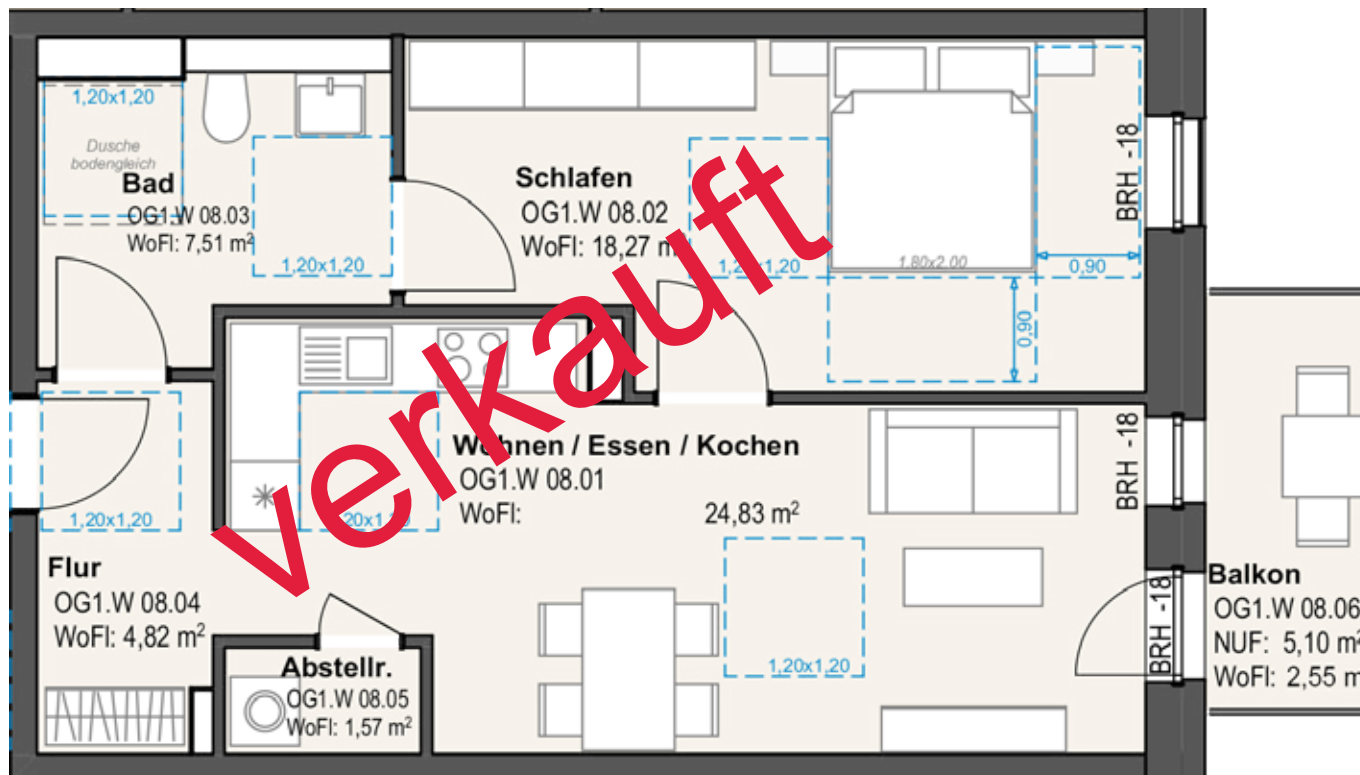 1,20x1,20
Dusche
bodengleich
Bad
OG1.W 08.03
WoFl: 7,51 m²
1,20x1,20
Schlafen
OG1.W 08.02
WoFl: 18,27 m²
1,20x1,20
1,80x2,00
0,90
0,90
BRH -18
verkauft
Wohnen / Essen / Kochen
OG1.W 08.01
WoFl: 24,83 m²
1,20x1,20
BRH -18
1,20x1,20
Flur
OG1.W 08.04
WoFl: 4,82 m²
Abstellr.
OG1.W 08.05
WoFl: 1,57 m²
1,20x1,20
BRH -18
Balkon
OG1.W 08.06
NUF: 5,10 m²
WoFl: 2,55 m